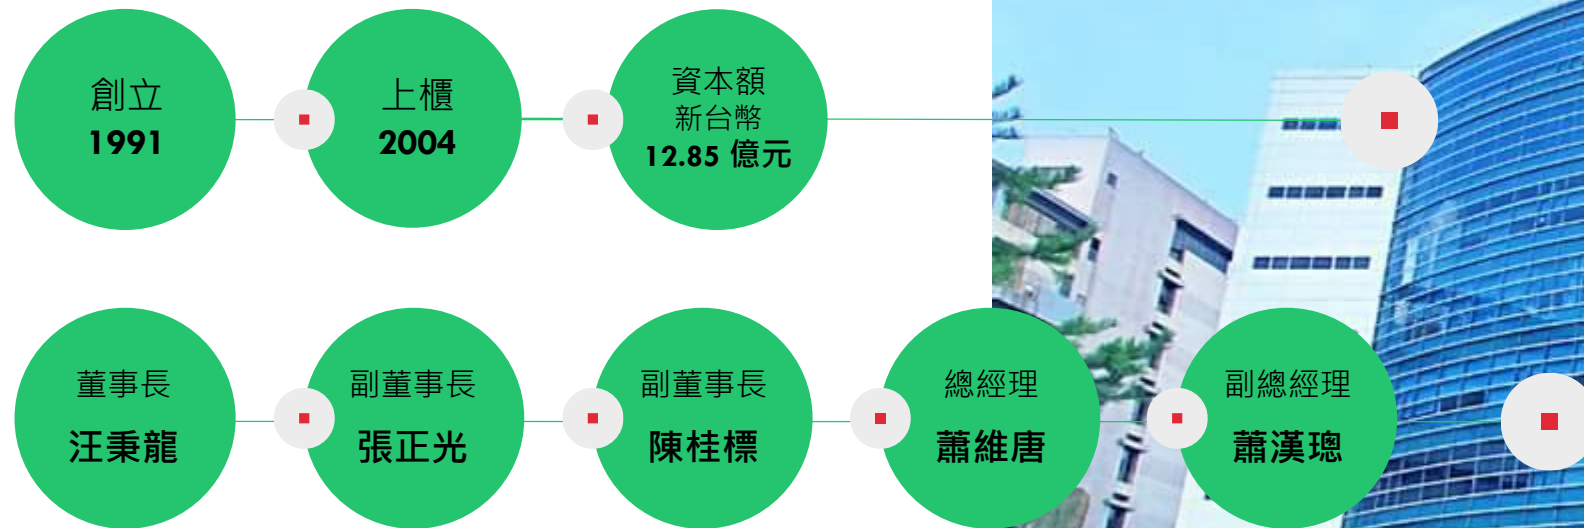 創立
1991
上櫃
2004
資本額
新台幣
12.85 億元
董事長
汪秉龍
副董事長
張正光
副董事長
陳桂標
總經理
蕭維唐
副總經理
蕭漢璁